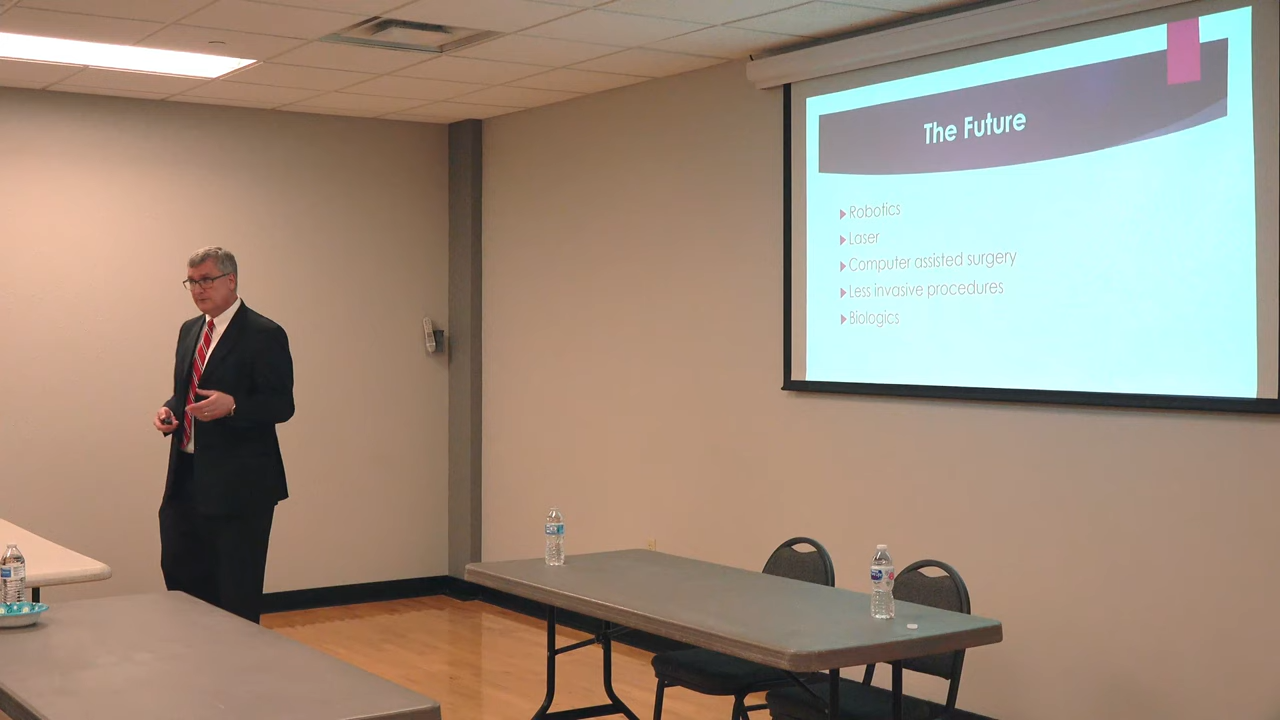 The Future
Robotics
Laser
Computer assisted surgery
Less invasive procedures
Biologics